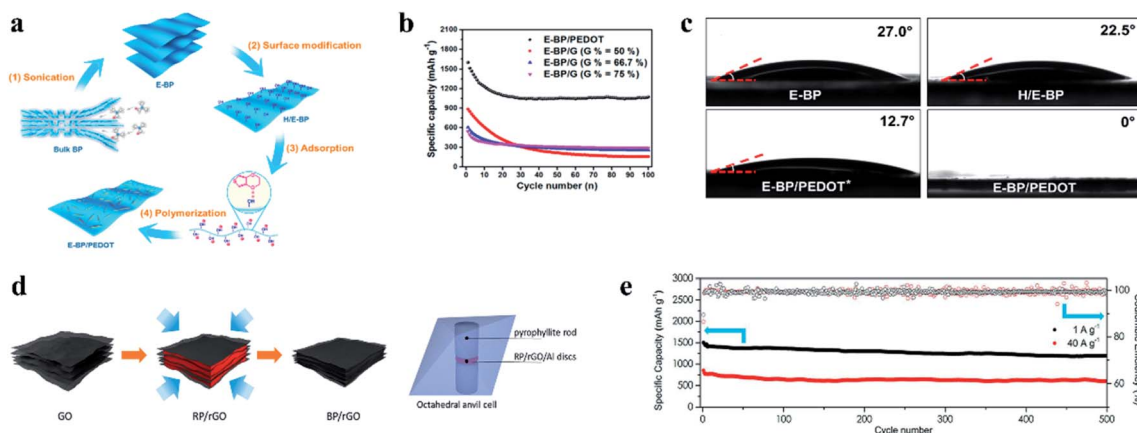 a
(1) Sonication
E-BP
(2) Surface modification
Bulk BP
H/E-BP
(3) Adsorption
(4) Polymerization
E-BP/PEDOT
b
Specific capacity (mAh g⁻¹)
2100
1800
1500
1200
900
600
300
0
E-BP/PEDOT
E-BP/G (G % = 50 %)
E-BP/G (G % = 66.7 %)
E-BP/G (G % = 75 %)
0 10 20 30 40 50 60 70 80 90 100
Cycle number (n)
c
27.0°
E-BP
22.5°
H/E-BP
12.7°
E-BP/PEDOT*
0°
E-BP/PEDOT
d
GO
RP/rGO
BP/rGO
pyrophyllite rod
RP/rGO/Al discs
Octahedral anvil cell
e
Specific Capacity (mAh g⁻¹)
3000
2500
2000
1500
1000
500
0
1 A g⁻¹
40 A g⁻¹
100
80
60
0 100 200 300 400 500
Cycle number